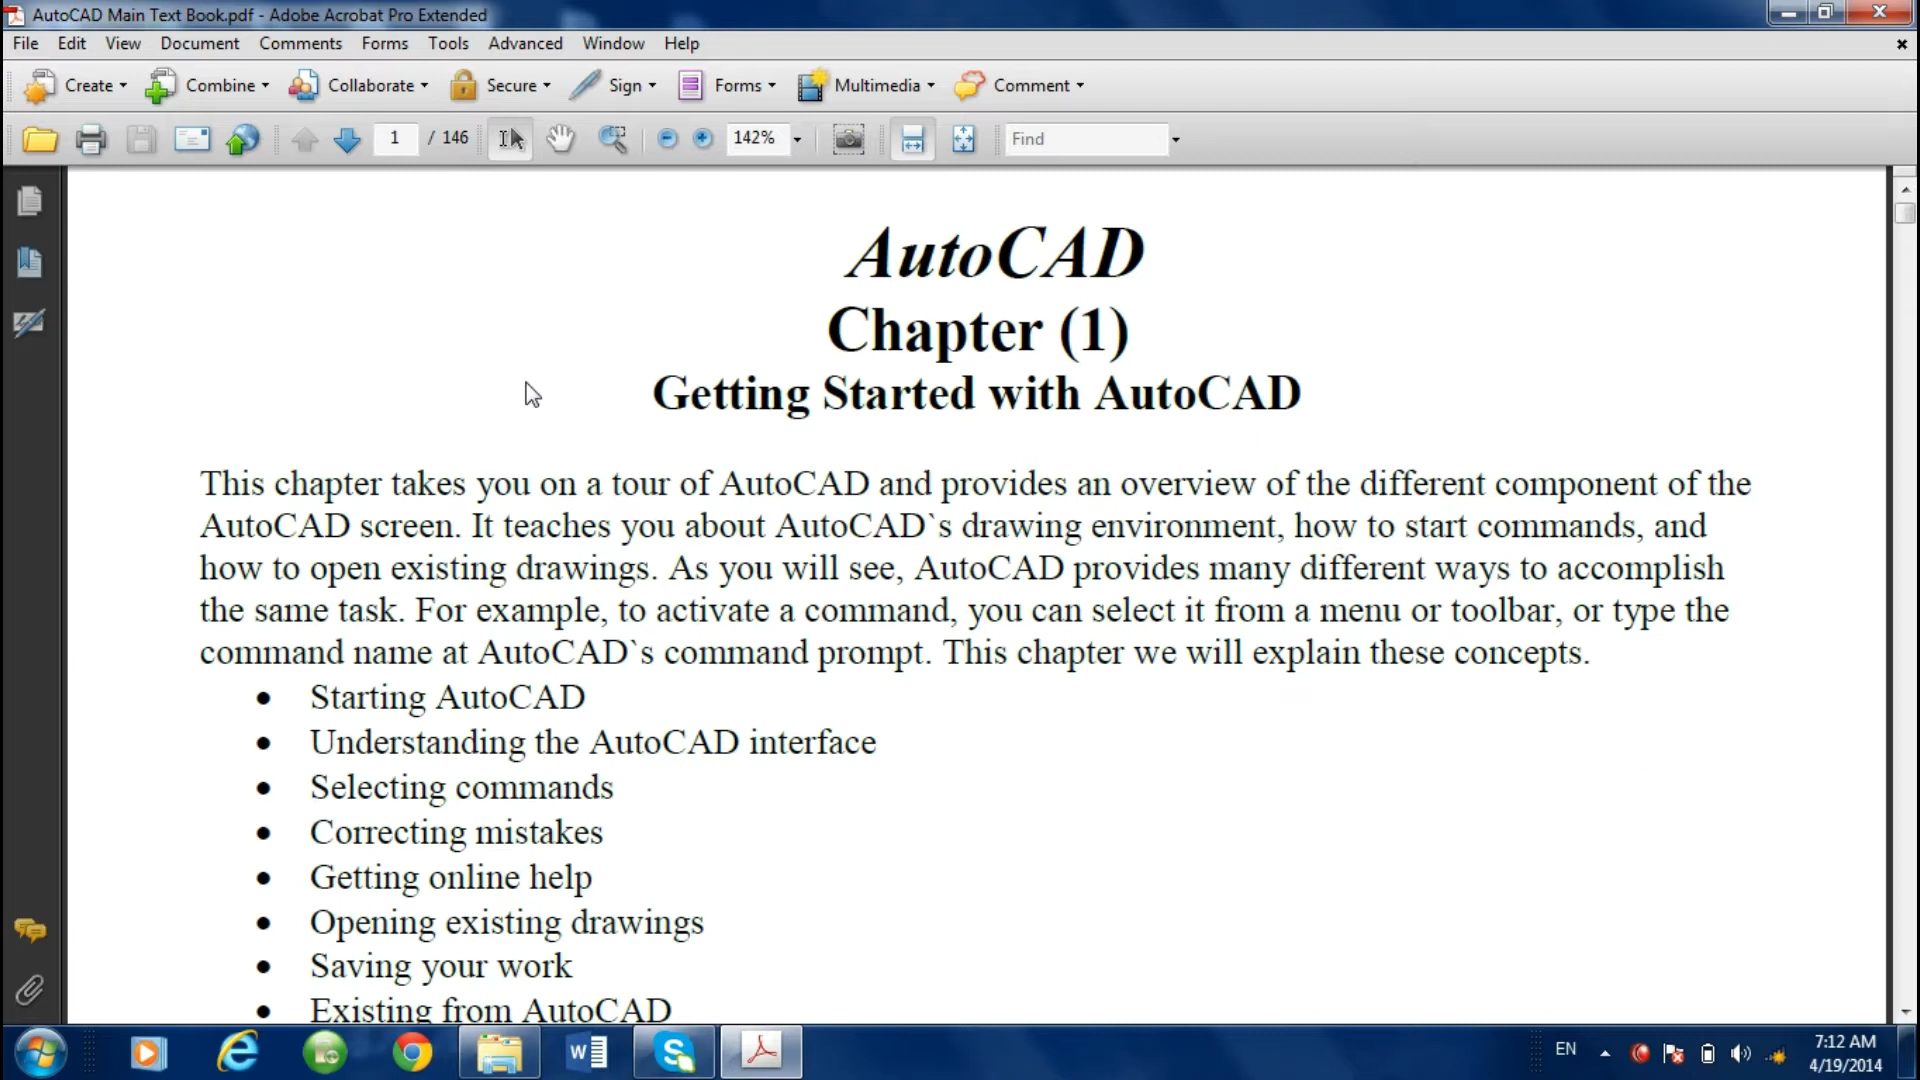 AutoCAD Main Text Book.pdf - Adobe Acrobat Pro Extended
File Edit View Document Comments Forms Tools Advanced Window Help
Create Combine Collaborate Secure Sign Forms Multimedia Comment
1 / 146 142% Find
AutoCAD
Chapter (1)
Getting Started with AutoCAD
This chapter takes you on a tour of AutoCAD and provides an overview of the different component of the
AutoCAD screen. It teaches you about AutoCAD`s drawing environment, how to start commands, and
how to open existing drawings. As you will see, AutoCAD provides many different ways to accomplish
the same task. For example, to activate a command, you can select it from a menu or toolbar, or type the
command name at AutoCAD`s command prompt. This chapter we will explain these concepts.
• Starting AutoCAD
• Understanding the AutoCAD interface
• Selecting commands
• Correcting mistakes
• Getting online help
• Opening existing drawings
• Saving your work
• Existing from AutoCAD
EN 7:12 AM
4/19/2014